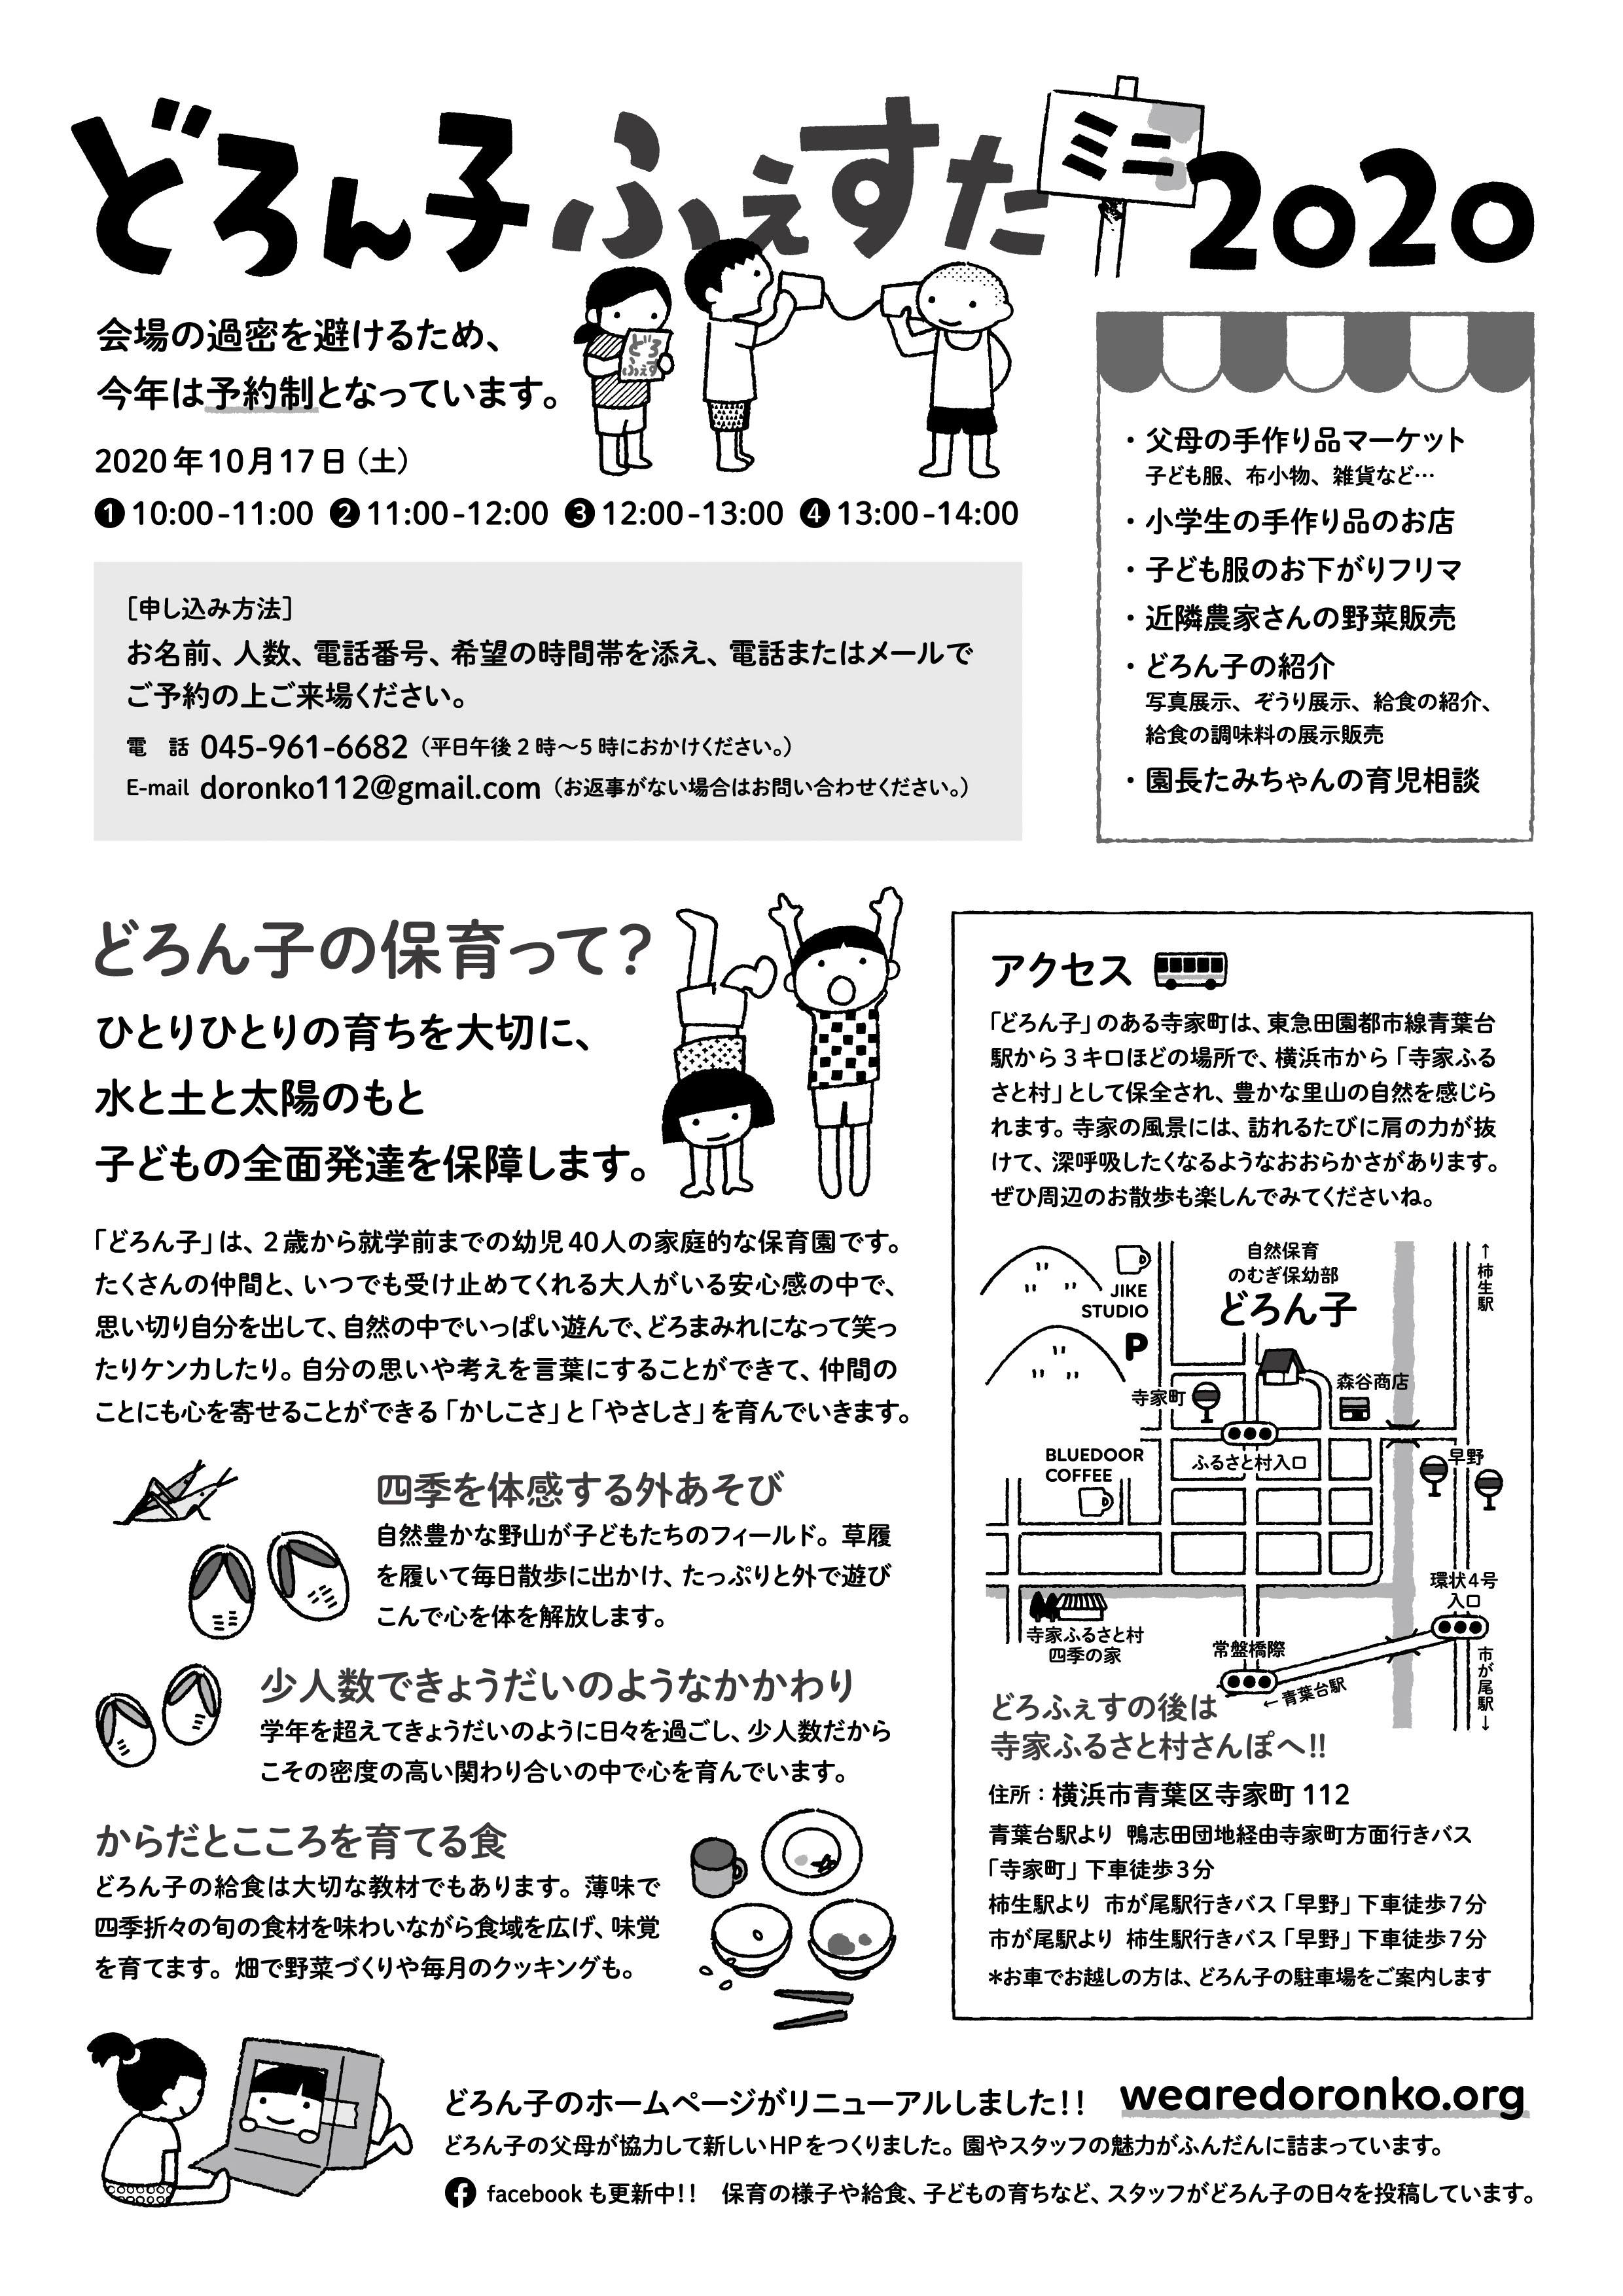 どろん子ふぇすた ミニ 2020
会場の過密を避けるため、
今年は予約制となっています。
2020年10月17日（土）
❶10:00-11:00 ❷11:00-12:00 ❸12:00-13:00 ❹13:00-14:00
どろ
ふぇす
［申し込み方法］
お名前、人数、電話番号、希望の時間帯を添え、電話またはメールで
ご予約の上ご来場ください。
電　話 045-961-6682（平日午後2時〜5時におかけください。）
E-mail doronko112@gmail.com（お返事がない場合はお問い合わせください。）
・父母の手作り品マーケット
子ども服、布小物、雑貨など…
・小学生の手作り品のお店
・子ども服のお下がりフリマ
・近隣農家さんの野菜販売
・どろん子の紹介
写真展示、ぞうり展示、給食の紹介、
給食の調味料の展示販売
・園長たみちゃんの育児相談
どろん子の保育って？
ひとりひとりの育ちを大切に、
水と土と太陽のもと
子どもの全面発達を保障します。
「どろん子」は、2歳から就学前までの幼児40人の家庭的な保育園です。
たくさんの仲間と、いつでも受け止めてくれる大人がいる安心感の中で、
思い切り自分を出して、自然の中でいっぱい遊んで、どろまみれになって笑っ
たりケンカしたり。自分の思いや考えを言葉にすることができて、仲間の
ことにも心を寄せることができる「かしこさ」と「やさしさ」を育んでいきます。
四季を体感する外あそび
自然豊かな野山が子どもたちのフィールド。草履
を履いて毎日散歩に出かけ、たっぷりと外で遊び
こんで心を体を解放します。
少人数できょうだいのようなかかわり
学年を超えてきょうだいのように日々を過ごし、少人数だから
こその密度の高い関わり合いの中で心を育んでいます。
からだとこころを育てる食
どろん子の給食は大切な教材でもあります。薄味で
四季折々の旬の食材を味わいながら食域を広げ、味覚
を育てます。畑で野菜づくりや毎月のクッキングも。
アクセス
「どろん子」のある寺家町は、東急田園都市線青葉台
駅から3キロほどの場所で、横浜市から「寺家ふる
さと村」として保全され、豊かな里山の自然を感じら
れます。寺家の風景には、訪れるたびに肩の力が抜
けて、深呼吸したくなるようなおおらかさがあります。
ぜひ周辺のお散歩も楽しんでみてくださいね。
JIKE
STUDIO
P
自然保育
のむぎ保幼部
どろん子
↑柿生駅
森谷商店
寺家町
ふるさと村入口
BLUEDOOR
COFFEE
早野
環状4号
入口
寺家ふるさと村
四季の家
常盤橋際
←青葉台駅
市が尾駅↓
どろふぇすの後は
寺家ふるさと村さんぽへ!!
住所：横浜市青葉区寺家町112
青葉台駅より 鴨志田団地経由寺家町方面行きバス
「寺家町」下車徒歩3分
柿生駅より 市が尾駅行きバス「早野」下車徒歩7分
市が尾駅より 柿生駅行きバス「早野」下車徒歩7分
＊お車でお越しの方は、どろん子の駐車場をご案内します
どろん子のホームページがリニューアルしました!! wearedoronko.org
どろん子の父母が協力して新しいHPをつくりました。園やスタッフの魅力がふんだんに詰まっています。
facebookも更新中!!　保育の様子や給食、子どもの育ちなど、スタッフがどろん子の日々を投稿しています。